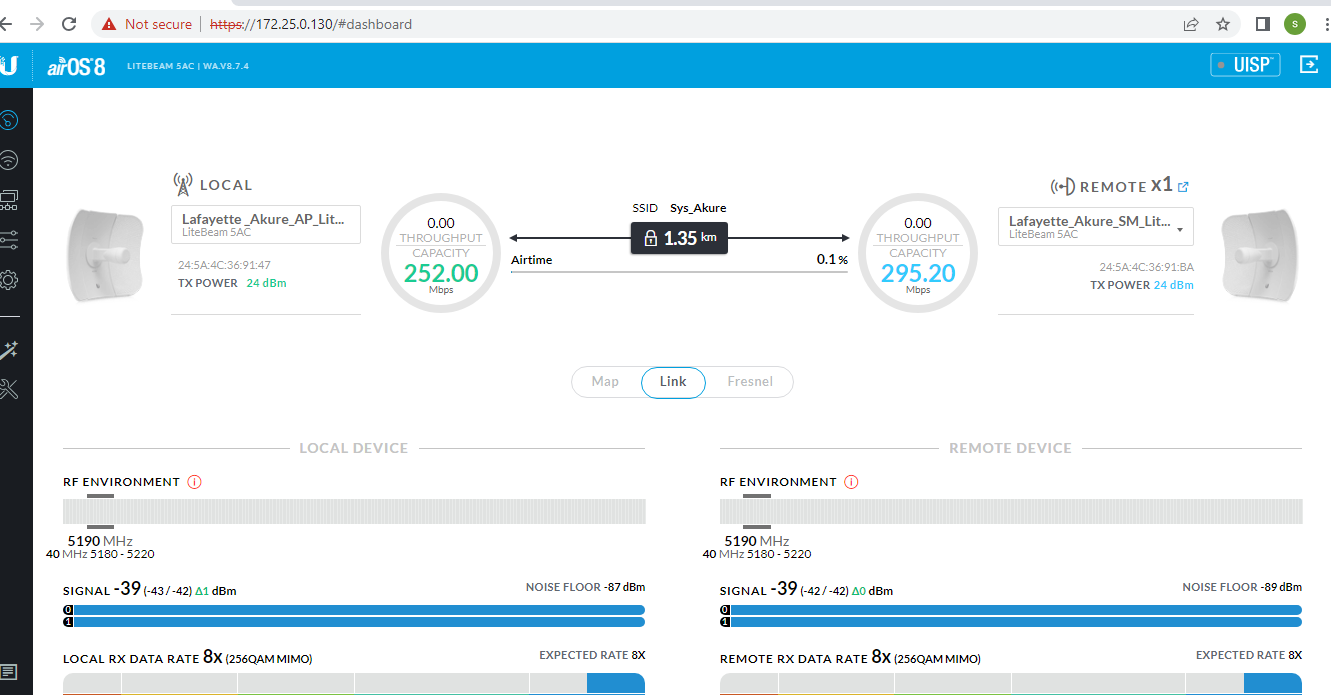 Not secure | https://172.25.0.130/#dashboard
S
U airOS 8 LITEBEAM 5AC | WA.V8.7.4
UISP
LOCAL
Lafayette _Akure_AP_Lit...
LiteBeam 5AC
24:5A:4C:36:91:47
TX POWER 24 dBm
0.00
THROUGHPUT
CAPACITY
252.00
Mbps
SSID Sys_Akure
1.35 km
Airtime 0.1 %
0.00
THROUGHPUT
CAPACITY
295.20
Mbps
REMOTE X1
Lafayette_Akure_SM_Lit...
LiteBeam 5AC
24:5A:4C:36:91:BA
TX POWER 24 dBm
Map Link Fresnel
LOCAL DEVICE
RF ENVIRONMENT
5190 MHz
40 MHz 5180 - 5220
SIGNAL -39 (-43 / -42) Δ1 dBm NOISE FLOOR -87 dBm
0
1
LOCAL RX DATA RATE 8x (256QAM MIMO) EXPECTED RATE 8X
REMOTE DEVICE
RF ENVIRONMENT
5190 MHz
40 MHz 5180 - 5220
SIGNAL -39 (-42 / -42) Δ0 dBm NOISE FLOOR -89 dBm
0
1
REMOTE RX DATA RATE 8x (256QAM MIMO) EXPECTED RATE 8X